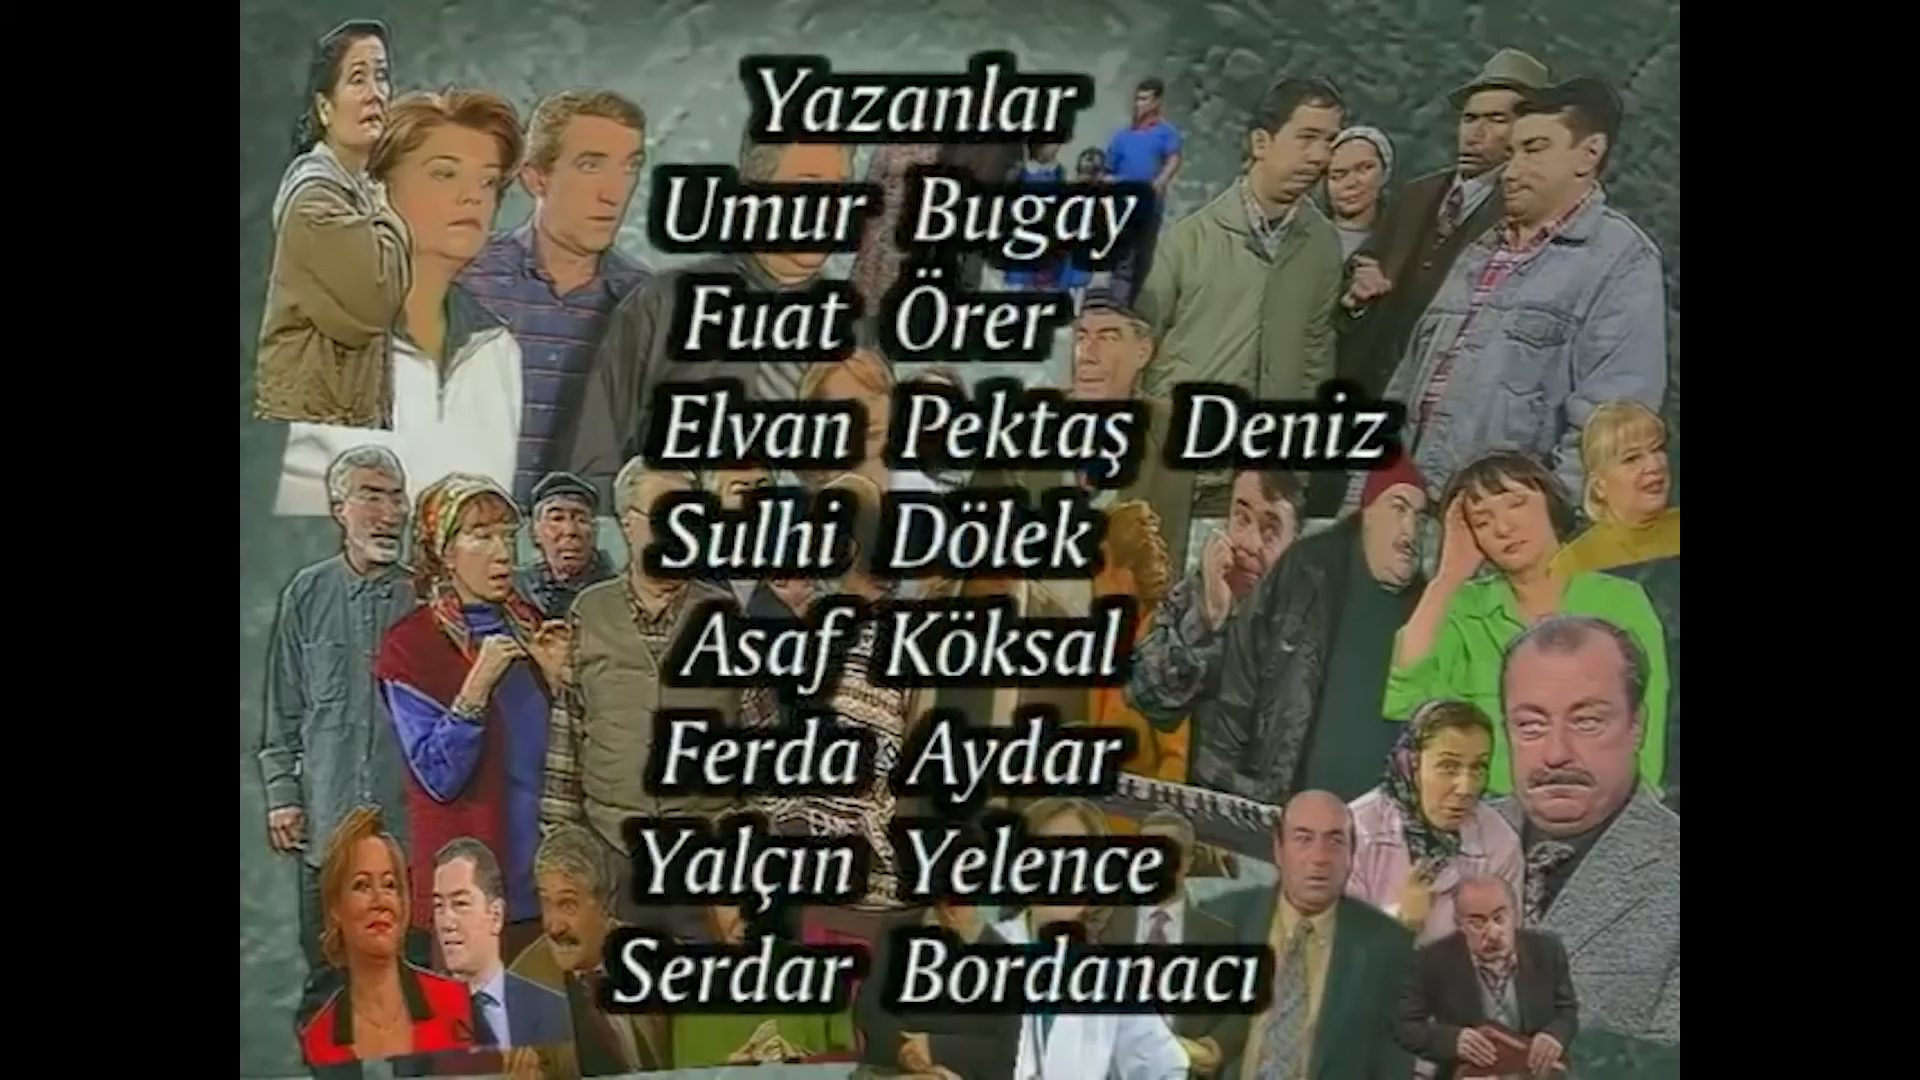 Yazanlar
Umur Bugay
Fuat Örer
Elvan Pektaş Deniz
Sulhi Dölek
Asaf Köksal
Ferda Aydar
Yalçın Yelence
Serdar Bordanacı